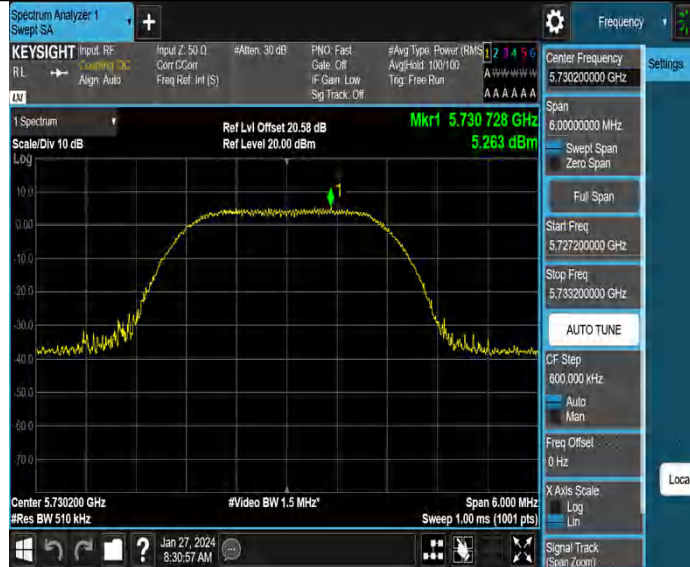 Spectrum Analyzer 1
Swept SA
+
Frequency
KEYSIGHT
RL
Input: RF
Coupling: DC
Align: Auto
Input Z: 50 Ω
Corr CCorr
Freq Ref: Int (S)
#Atten: 30 dB
PNO: Fast
Gate: Off
IF Gain: Low
Sig Track: Off
#Avg Type: Power (RMS
Avg|Hold: 100/100
Trig: Free Run
1 2 3 4 5 6
A W W W W W
A A A A A A
LXI
1 Spectrum
Scale/Div 10 dB
Log
Ref Lvl Offset 20.58 dB
Ref Level 20.00 dBm
Mkr1 5.730 728 GHz
5.263 dBm
1
10.0
0.00
-10.0
-20.0
-30.0
-40.0
-50.0
-60.0
-70.0
Center 5.730200 GHz
#Res BW 510 kHz
#Video BW 1.5 MHz*
Span 6.000 MHz
Sweep 1.00 ms (1001 pts)
?
Jan 27, 2024
8:30:57 AM
Center Frequency
5.730200000 GHz
Settings
Span
6.00000000 MHz
Swept Span
Zero Span
Full Span
Start Freq
5.727200000 GHz
Stop Freq
5.733200000 GHz
AUTO TUNE
CF Step
600.000 kHz
Auto
Man
Freq Offset
0 Hz
X Axis Scale
Log
Lin
Loca
Signal Track
(Span Zoom)